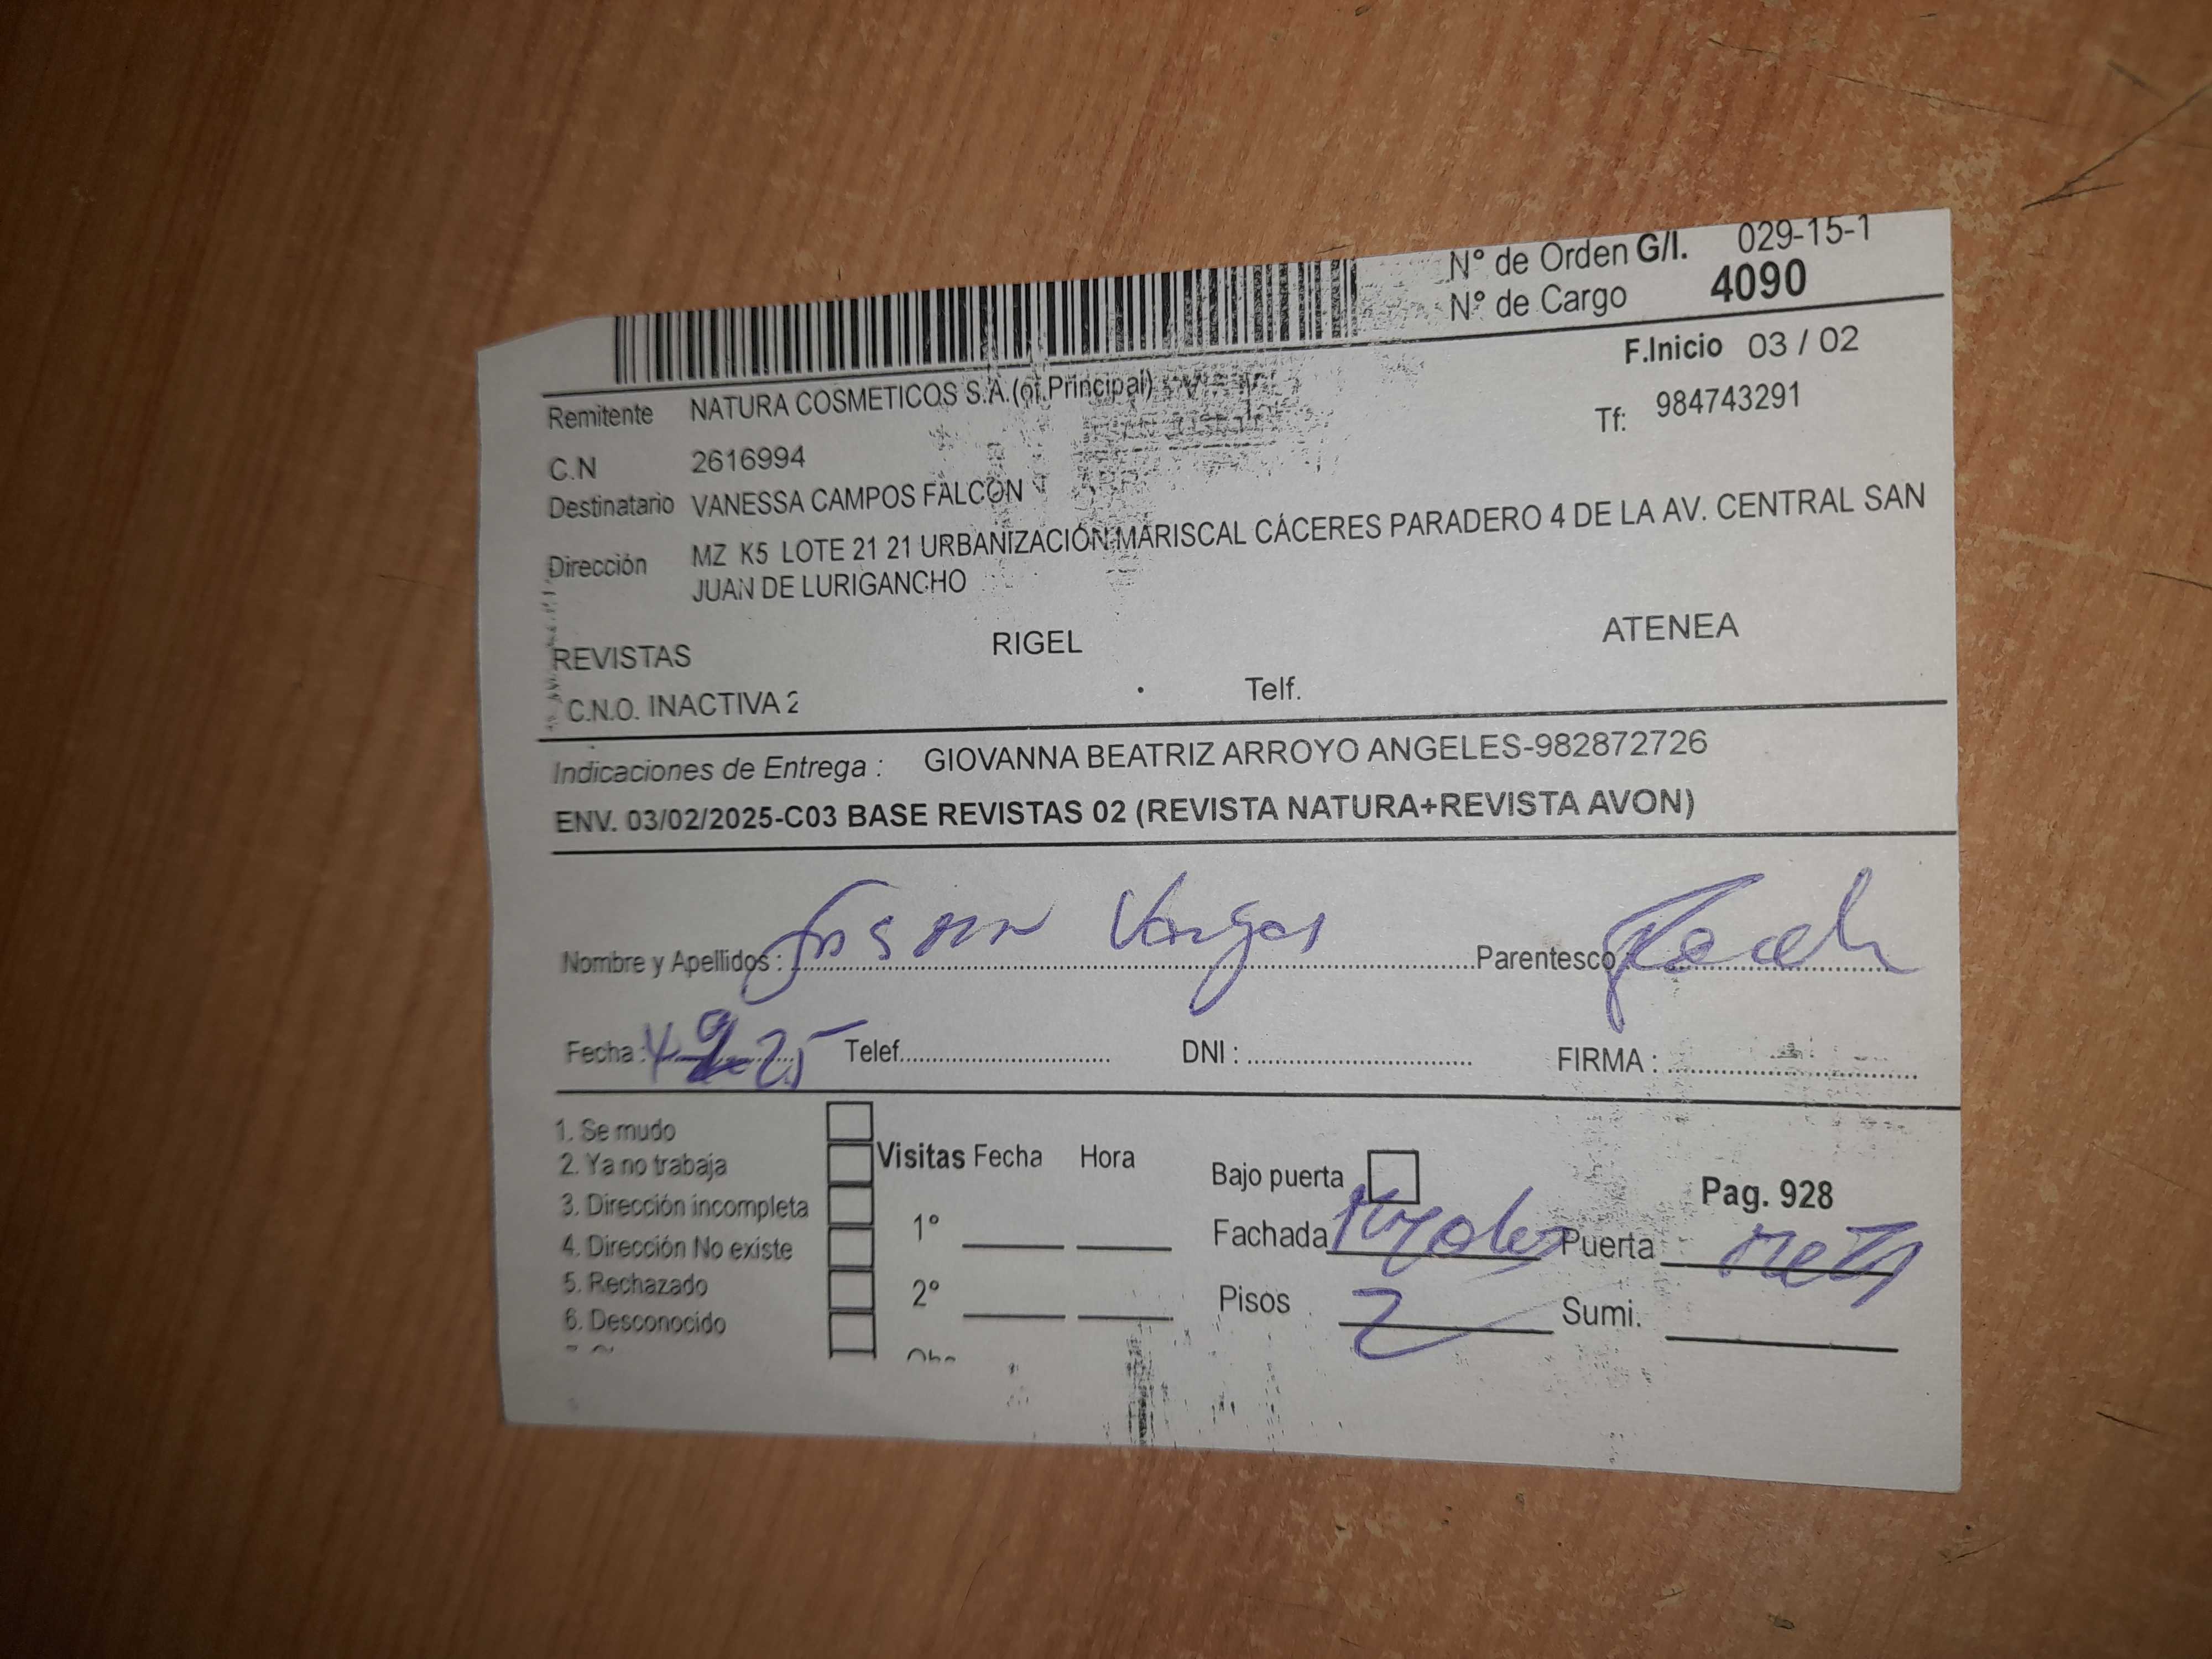 N° de Orden G/I. 029-15-1
N° de Cargo 4090
F.Inicio 03 / 02
Remitente NATURA COSMETICOS S.A.(of.Principal)
Tf: 984743291
C.N 2616994
Destinatario VANESSA CAMPOS FALCON
Dirección MZ K5 LOTE 21 21 URBANIZACIÓN MARISCAL CÁCERES PARADERO 4 DE LA AV. CENTRAL SAN
JUAN DE LURIGANCHO
REVISTAS RIGEL ATENEA
C.N.O. INACTIVA 2 Telf.
Indicaciones de Entrega : GIOVANNA BEATRIZ ARROYO ANGELES-982872726
ENV. 03/02/2025-C03 BASE REVISTAS 02 (REVISTA NATURA+REVISTA AVON)
Nombre y Apellidos : Vargas Parentesco
Fecha : 4-2-25 Telef. DNI : FIRMA :
1. Se mudo
2. Ya no trabaja
3. Dirección incompleta
4. Dirección No existe
5. Rechazado
6. Desconocido
Visitas Fecha Hora
1°
2°
Bajo puerta
Pag. 928
Fachada Puerta
Pisos 2 Sumi.